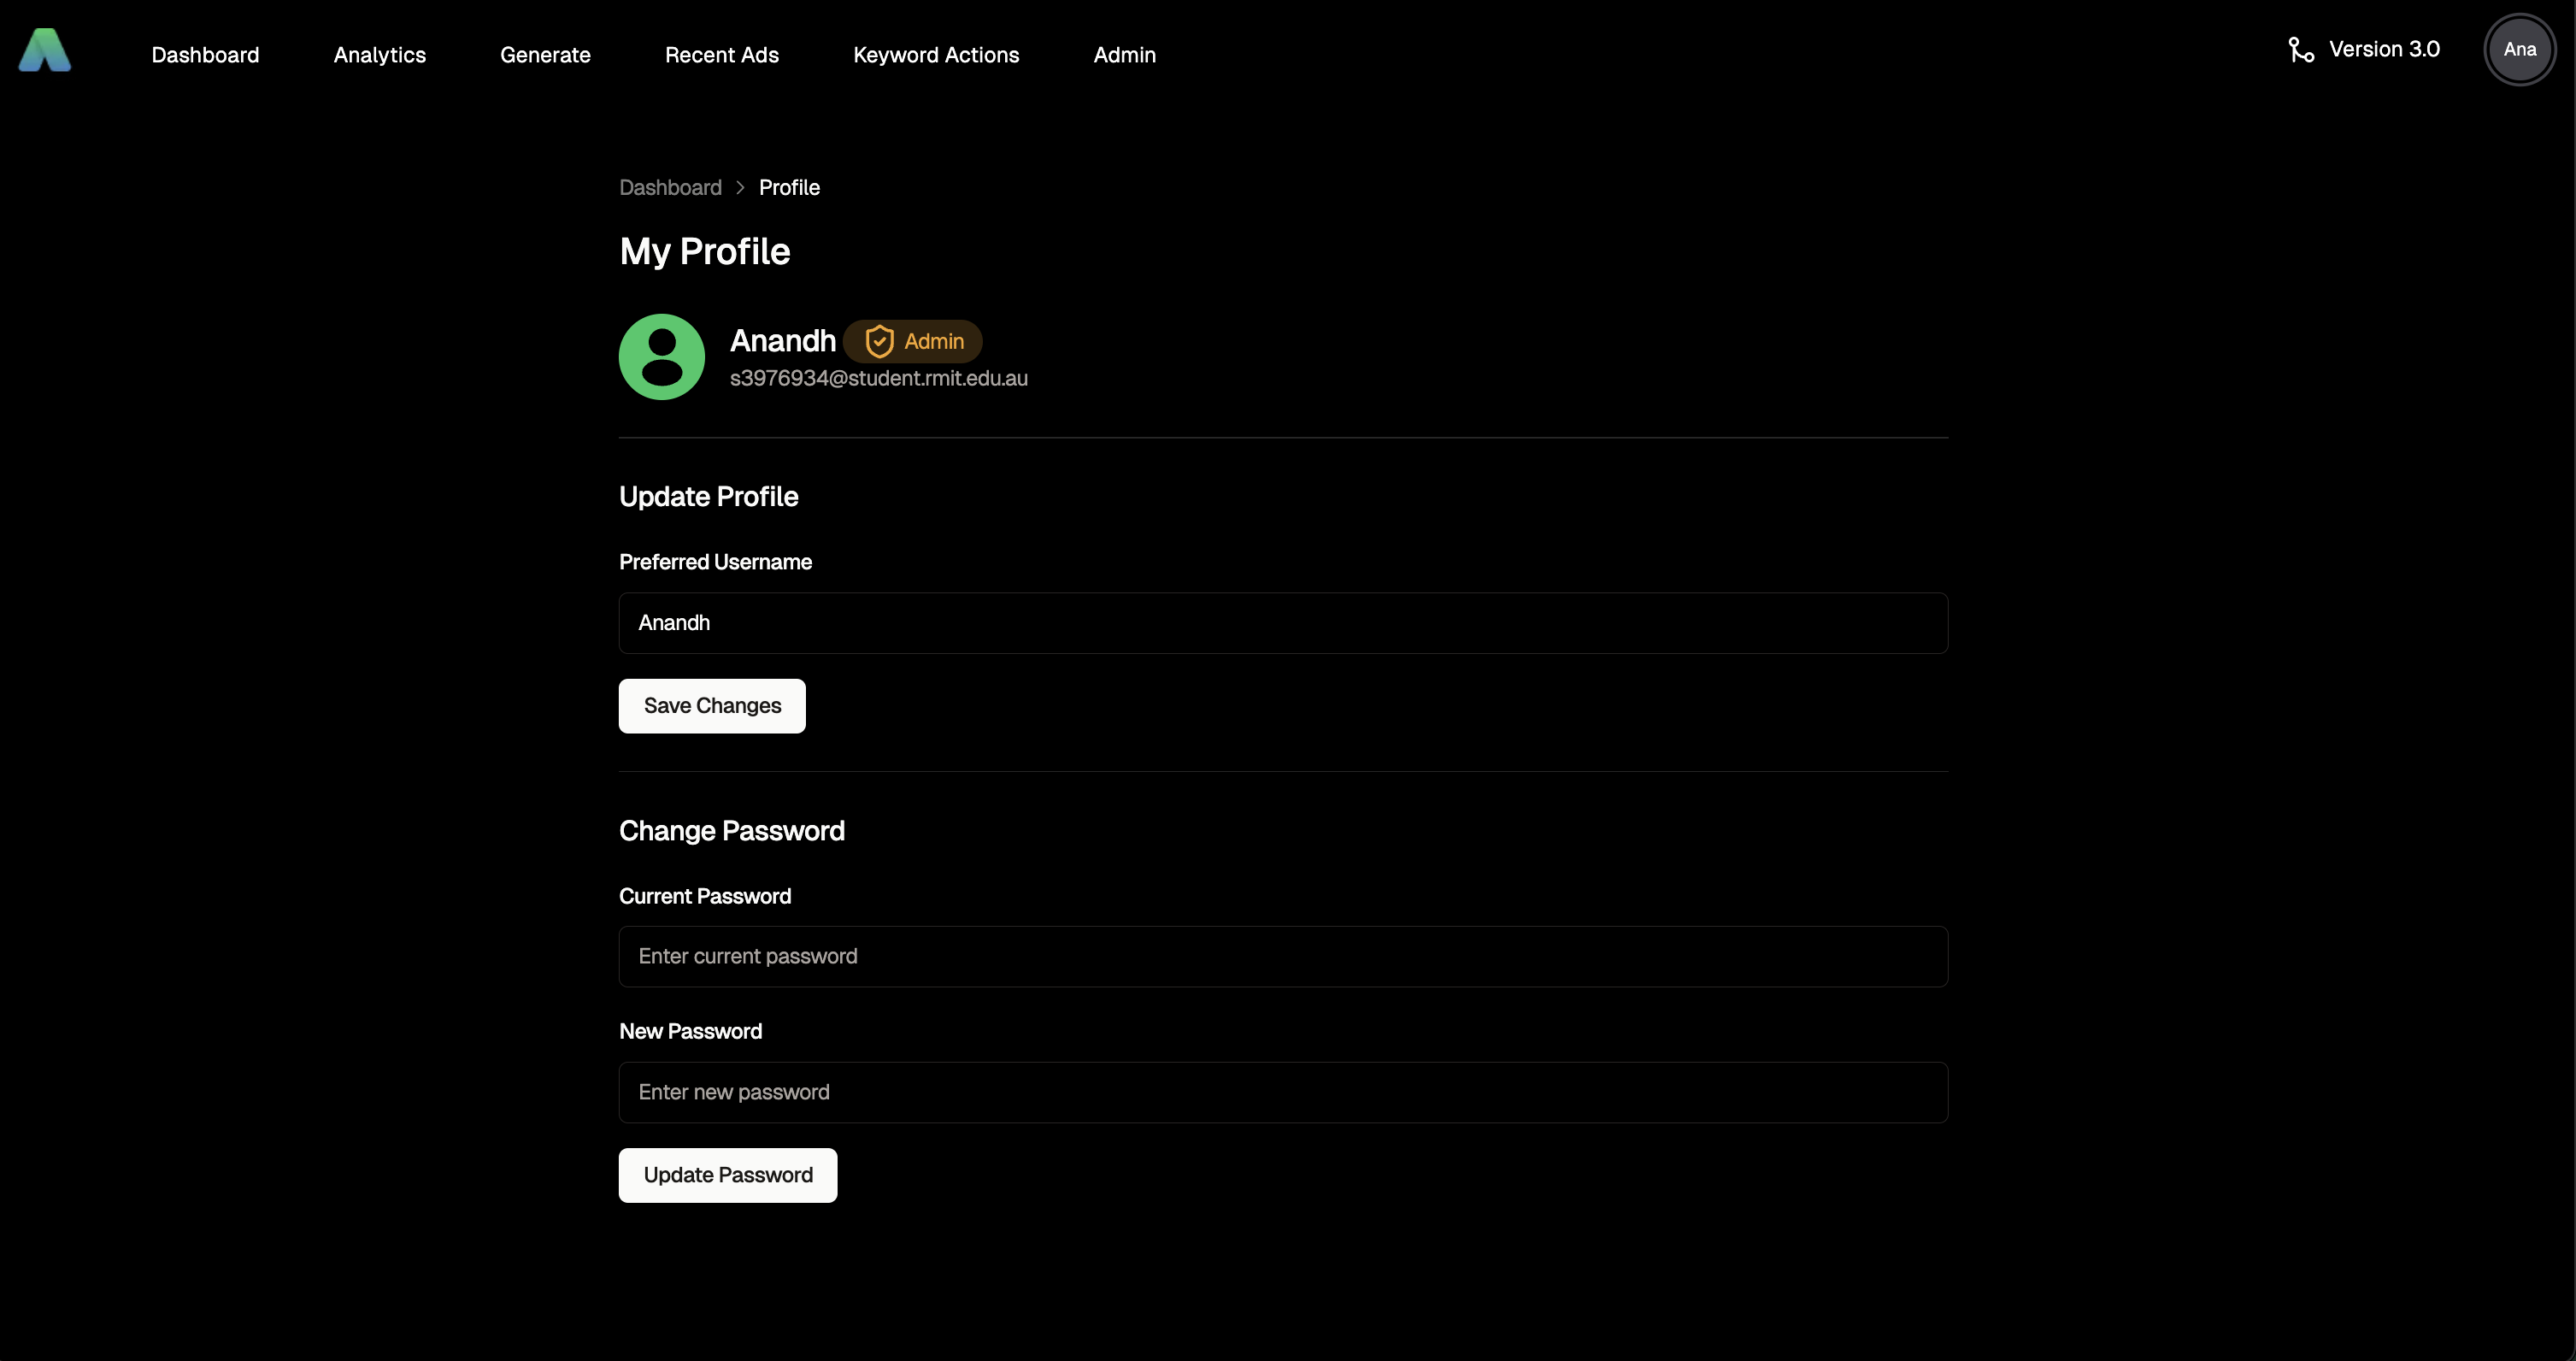 Dashboard Analytics Generate Recent Ads Keyword Actions Admin Version 3.0 Ana
Dashboard > Profile
My Profile
Anandh Admin
s3976934@student.rmit.edu.au
Update Profile
Preferred Username
Anandh
Save Changes
Change Password
Current Password
Enter current password
New Password
Enter new password
Update Password